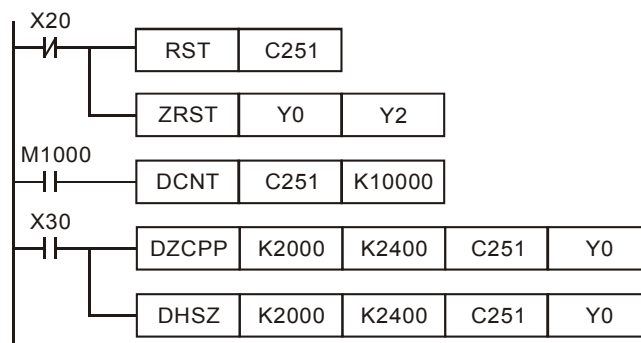 X20
RST C251
ZRST Y0 Y2
M1000
DCNT C251 K10000
X30
DZCPP K2000 K2400 C251 Y0
DHSZ K2000 K2400 C251 Y0